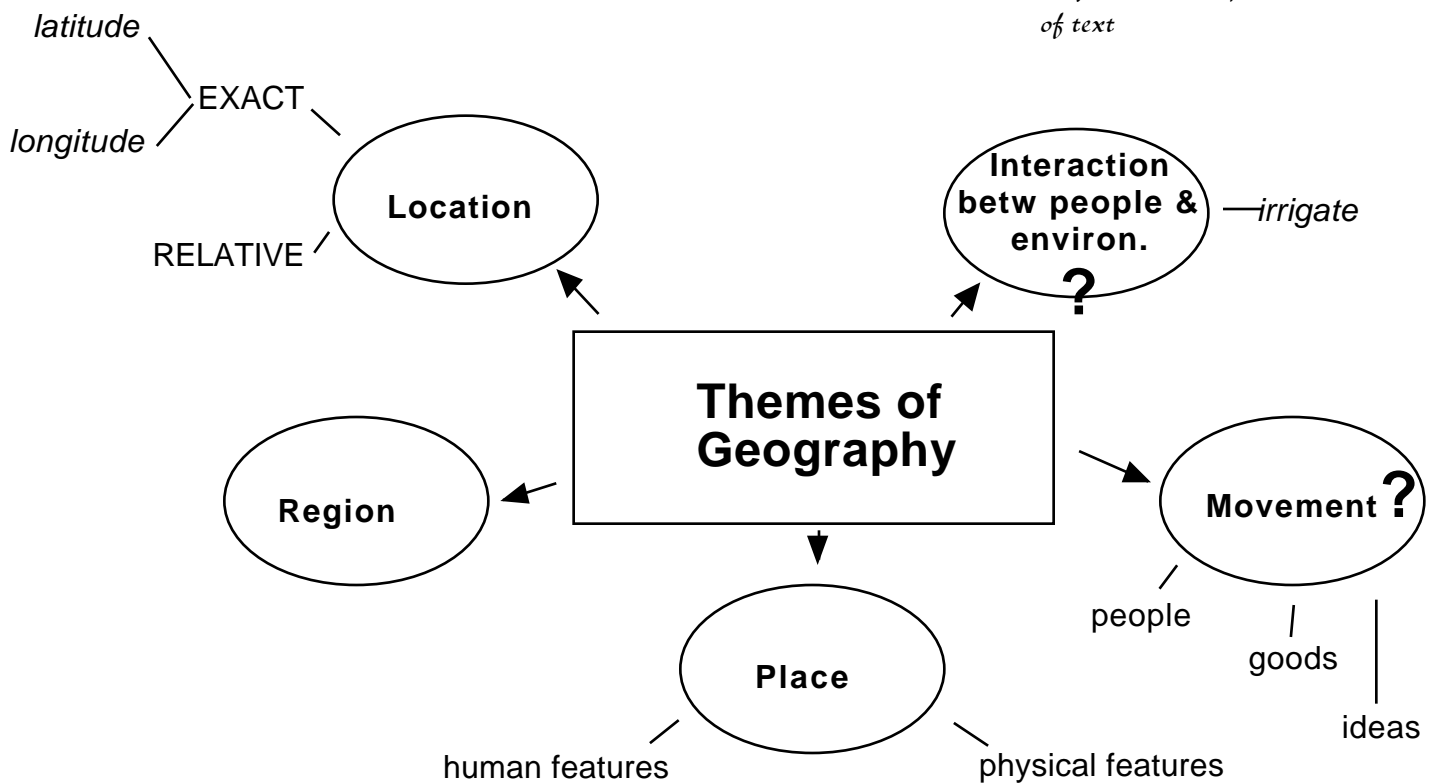 of text
latitude
EXACT
longitude
Location
RELATIVE
Interaction
betw people &
environ.
?
irrigate
Themes of
Geography
Region
Movement ?
people
goods
ideas
Place
human features
physical features